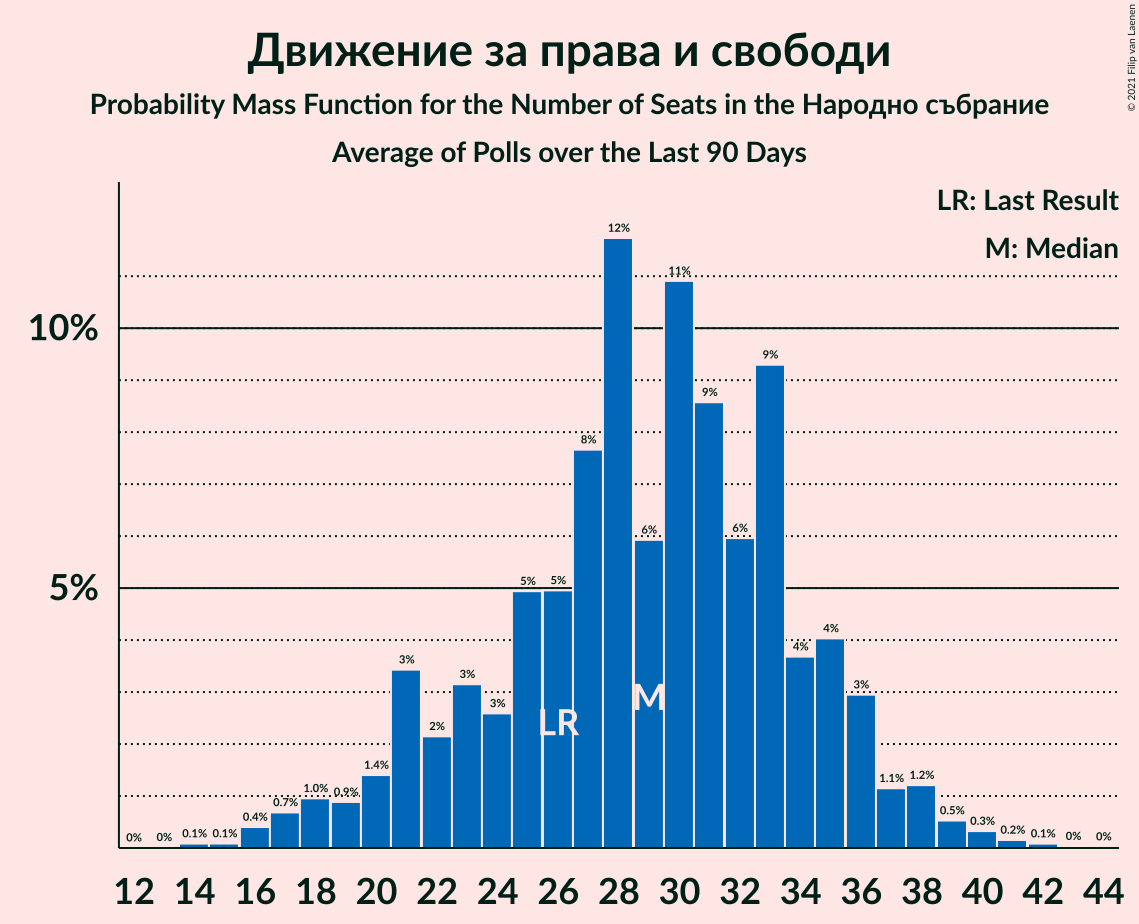 Движение за права и свободи
Probability Mass Function for the Number of Seats in the Народно събрание
Average of Polls over the Last 90 Days
© 2021 Filip van Laenen
LR: Last Result
M: Median
10%
5%
0% 0% 0.1% 0.1% 0.4% 0.7% 1.0% 0.9% 1.4% 3% 2% 3% 3% 5% 5% 8% 12% 6% 11% 9% 6% 9% 4% 4% 3% 1.1% 1.2% 0.5% 0.3% 0.2% 0.1% 0% 0%
LR M
12 14 16 18 20 22 24 26 28 30 32 34 36 38 40 42 44